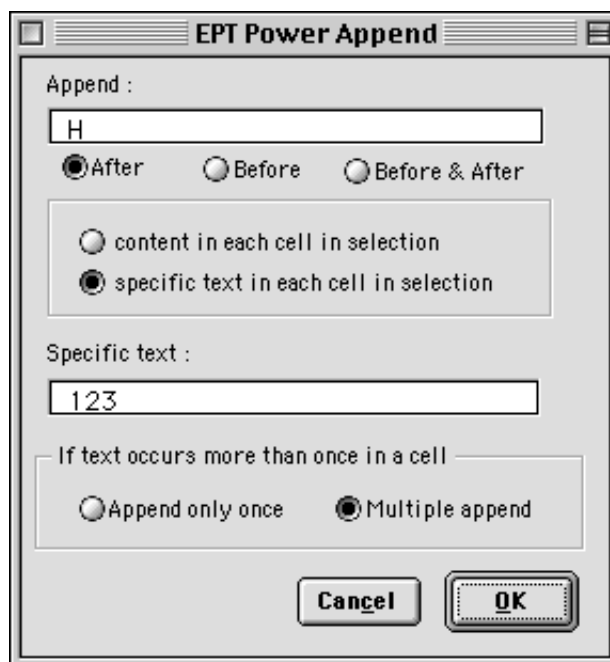 EPT Power Append
Append :
H
After Before Before & After
content in each cell in selection
specific text in each cell in selection
Specific text :
123
If text occurs more than once in a cell
Append only once Multiple append
Cancel OK